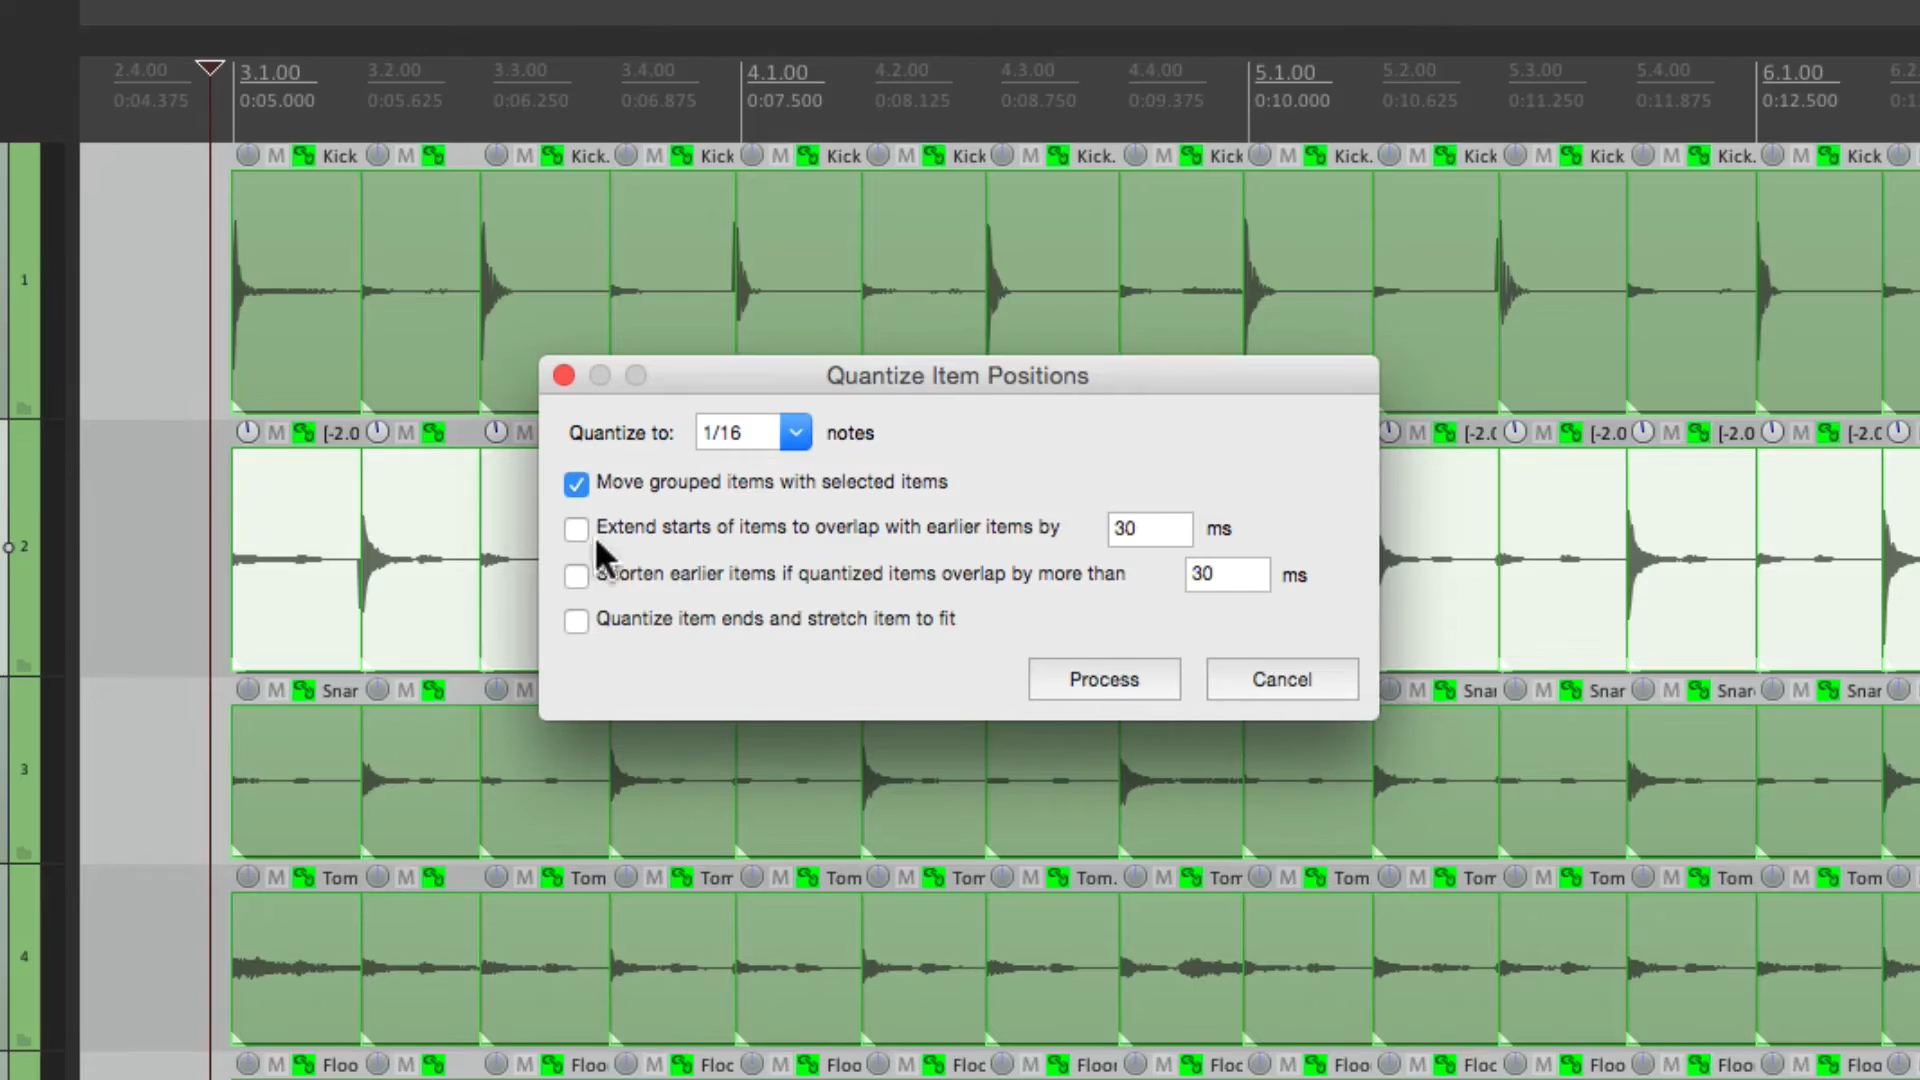 2.4.00 3.1.00 3.2.00 3.3.00 3.4.00 4.1.00 4.2.00 4.3.00 4.4.00 5.1.00 5.2.00 5.3.00 5.4.00 6.1.00 6.2
0:04.375 0:05.000 0:05.625 0:06.250 0:06.875 0:07.500 0:08.125 0:08.750 0:09.375 0:10.000 0:10.625 0:11.250 0:11.875 0:12.500
M Kick M M Kick. M Kick M Kick M Kick M Kick. M Kick M Kick. M Kick M Kick M Kick. M Kick
1
Quantize Item Positions
Quantize to: 1/16 notes
M [-2.0 M M M [-2.0 M [-2.0 M [-2.0 M [-2.0
Move grouped items with selected items
Extend starts of items to overlap with earlier items by 30 ms
2
orten earlier items if quantized items overlap by more than 30 ms
Quantize item ends and stretch item to fit
Process Cancel
M Snar M M M Snar M Snar M Snar M Snar
3
M Tom M M Tom M Tom M Tom M Tom M Tom. M Tom M Tom M Tom M Tom M Tom M Tom
4
M Floo M M Floo M Floo M Floo M Floo M Floor M Floo M Floo M Floo M Floo M Floo M Floo